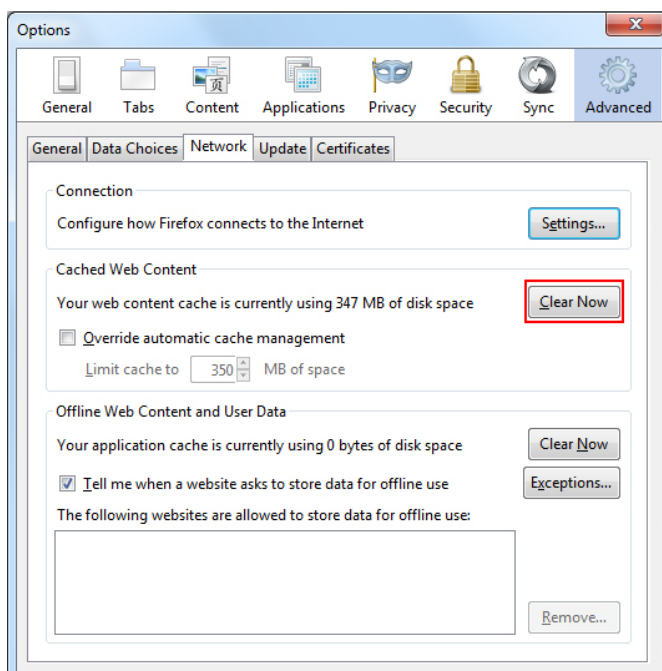 Options
General Tabs Content Applications Privacy Security Sync Advanced
General Data Choices Network Update Certificates
Connection
Configure how Firefox connects to the Internet Settings...
Cached Web Content
Your web content cache is currently using 347 MB of disk space Clear Now
Override automatic cache management
Limit cache to 350 MB of space
Offline Web Content and User Data
Your application cache is currently using 0 bytes of disk space Clear Now
Tell me when a website asks to store data for offline use Exceptions...
The following websites are allowed to store data for offline use:
Remove...